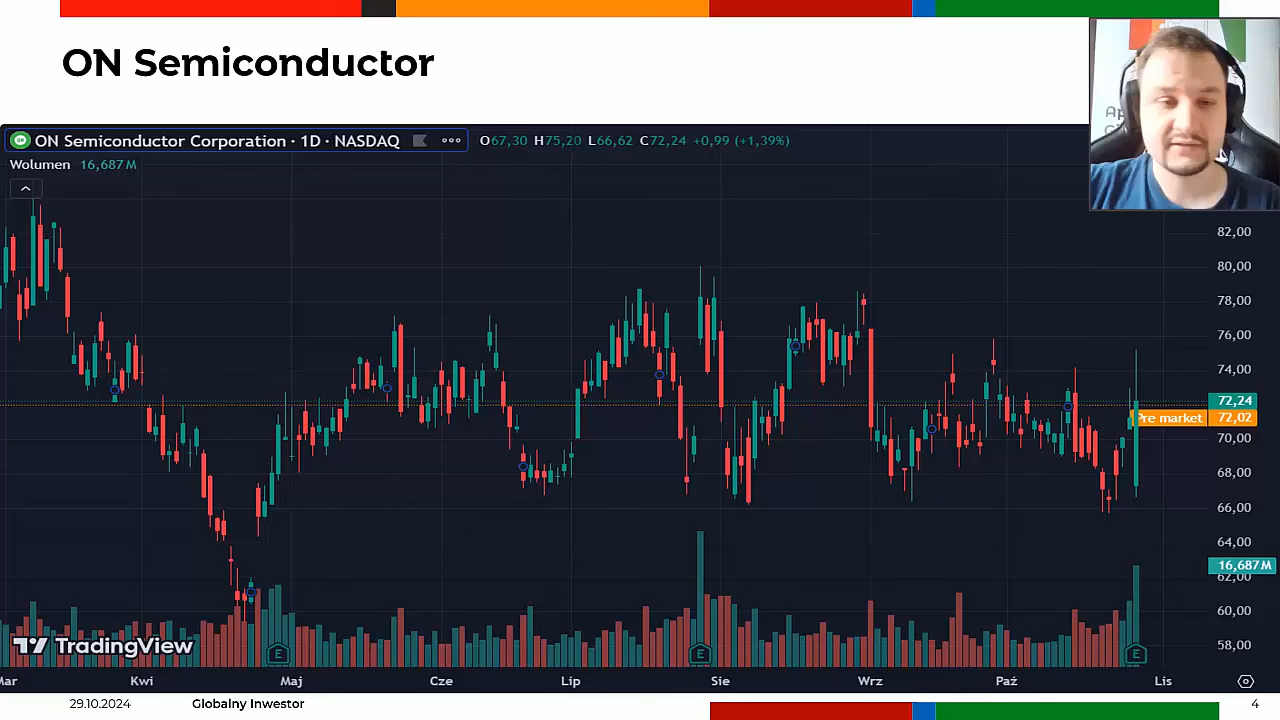 ON Semiconductor
ON Semiconductor Corporation · 1D · NASDAQ O67,30 H75,20 L66,62 C72,24 +0,99 (+1,39%)
Wolumen 16,687 M
82,00
80,00
78,00
76,00
74,00
72,24
Pre market 72,02
70,00
68,00
66,00
64,00
16,687 M
62,00
60,00
58,00
E E E
TradingView
Mar Kwi Maj Cze Lip Sie Wrz Paź Lis
29.10.2024 Globalny Inwestor 4